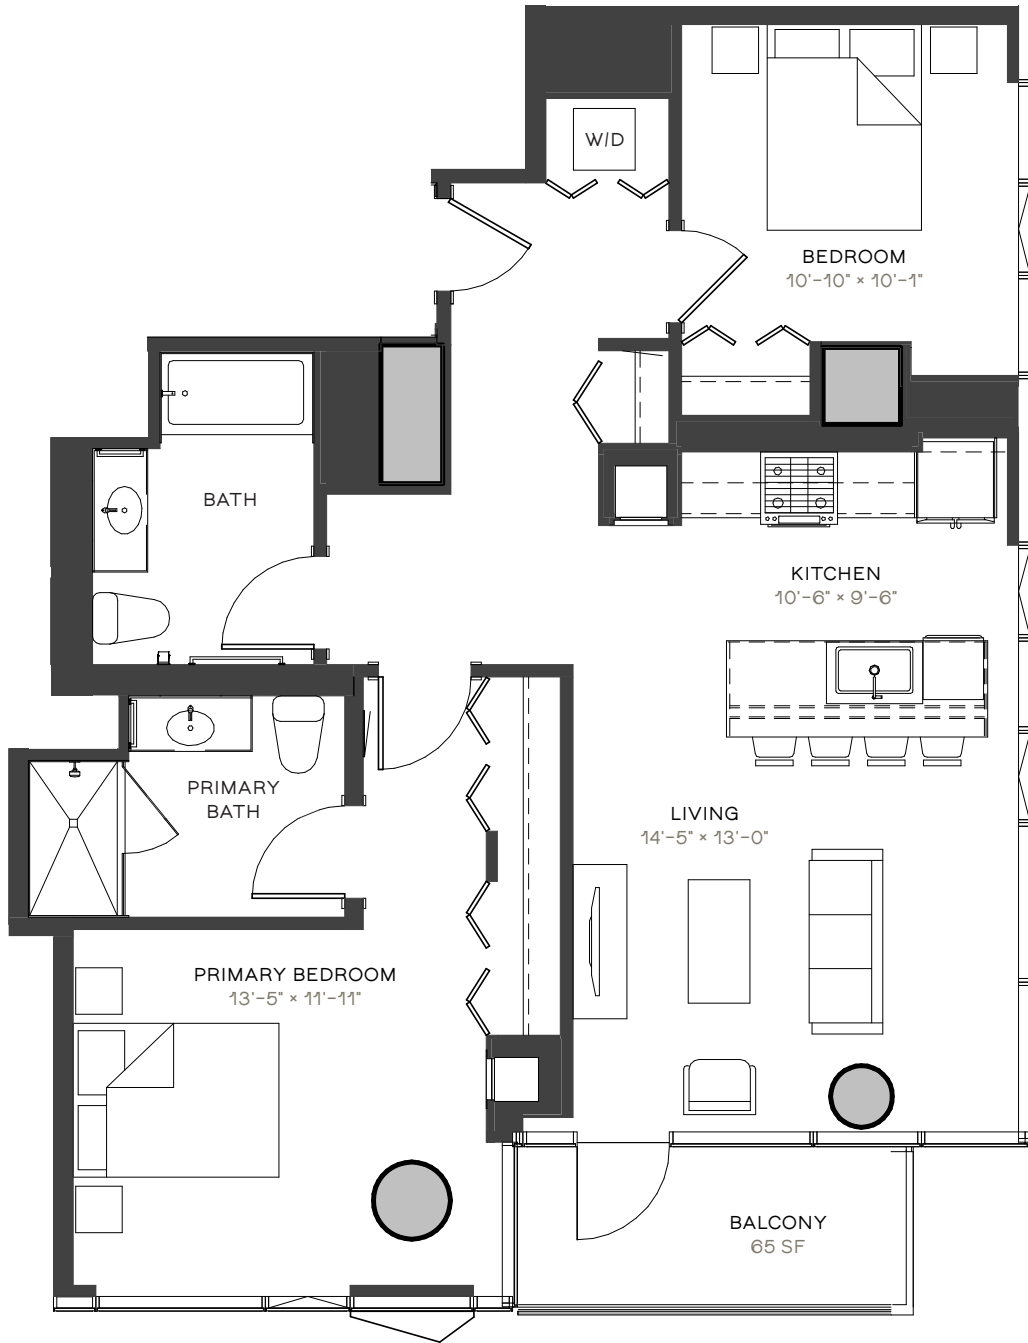 W/D
BEDROOM
10'-10" × 10'-1"
BATH
KITCHEN
10'-6" × 9'-6"
PRIMARY
BATH
LIVING
14'-5" × 13'-0"
PRIMARY BEDROOM
13'-5" × 11'-11"
BALCONY
65 SF